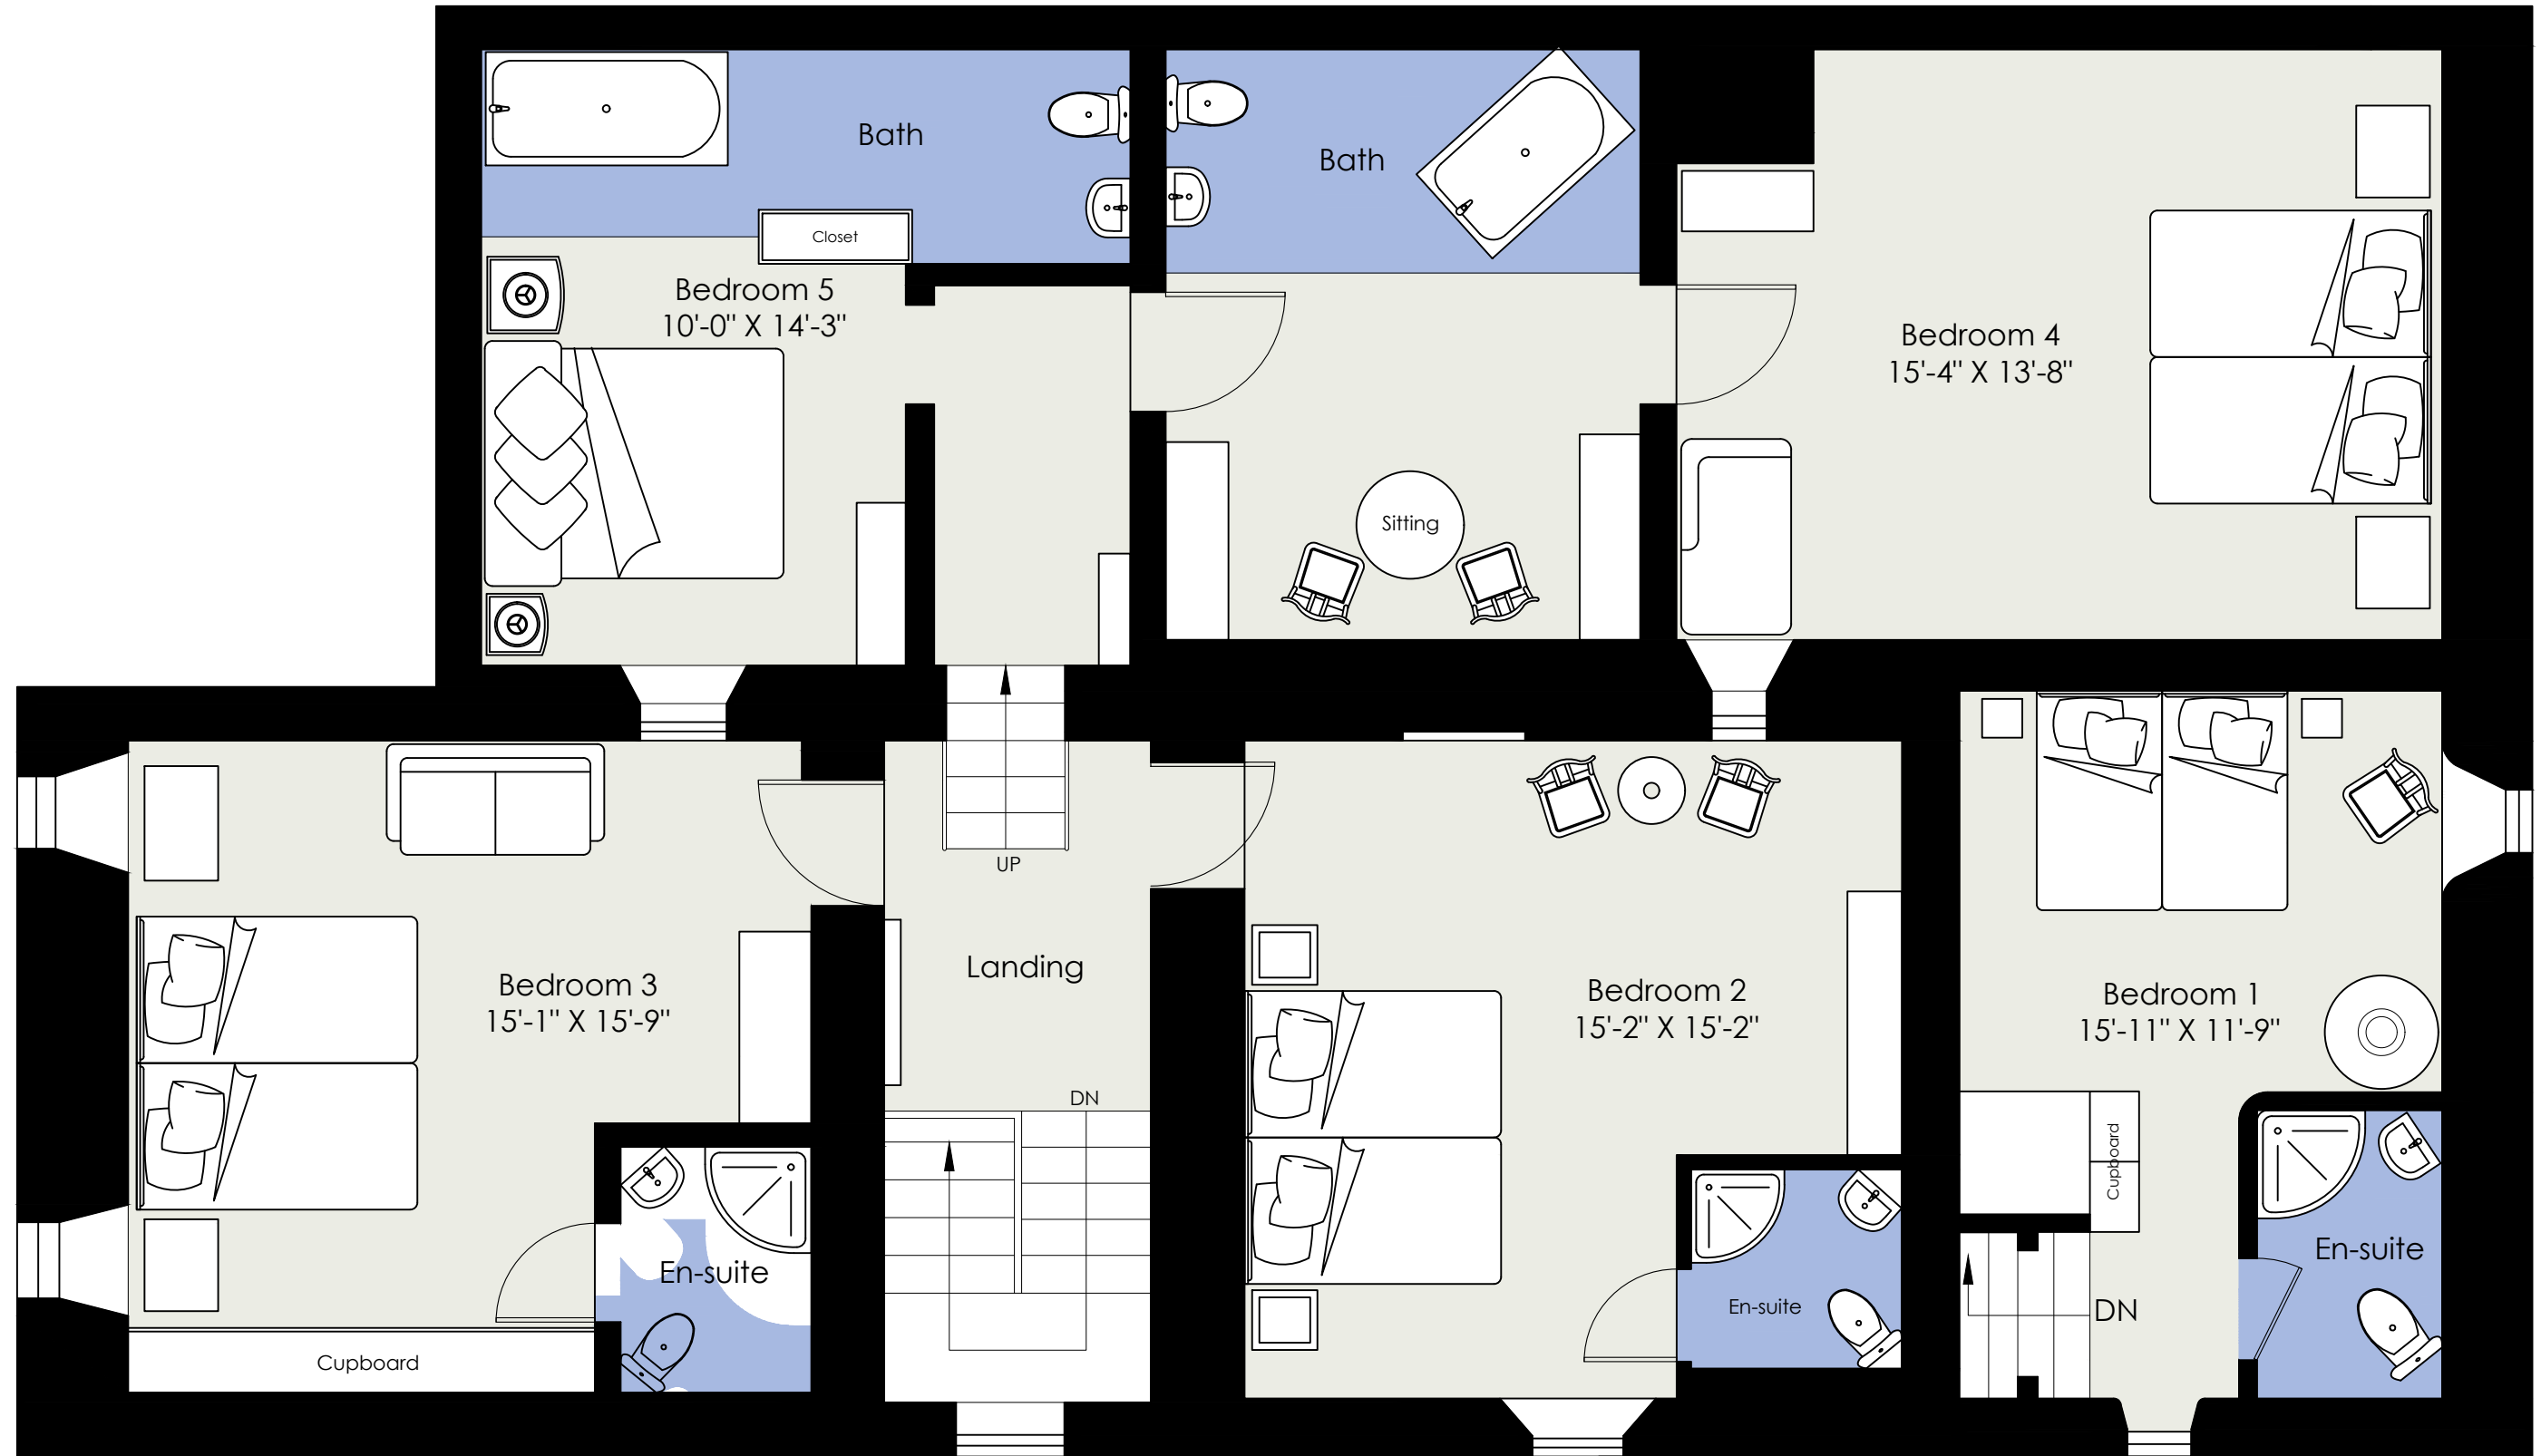 Bath
Bath
Closet
Bedroom 5
10'-0" X 14'-3"
Bedroom 4
15'-4" X 13'-8"
Sitting
UP
Landing
Bedroom 3
15'-1" X 15'-9"
Bedroom 2
15'-2" X 15'-2"
Bedroom 1
15'-11" X 11'-9"
DN
Cupboard
En-suite
En-suite
En-suite
DN
Cupboard